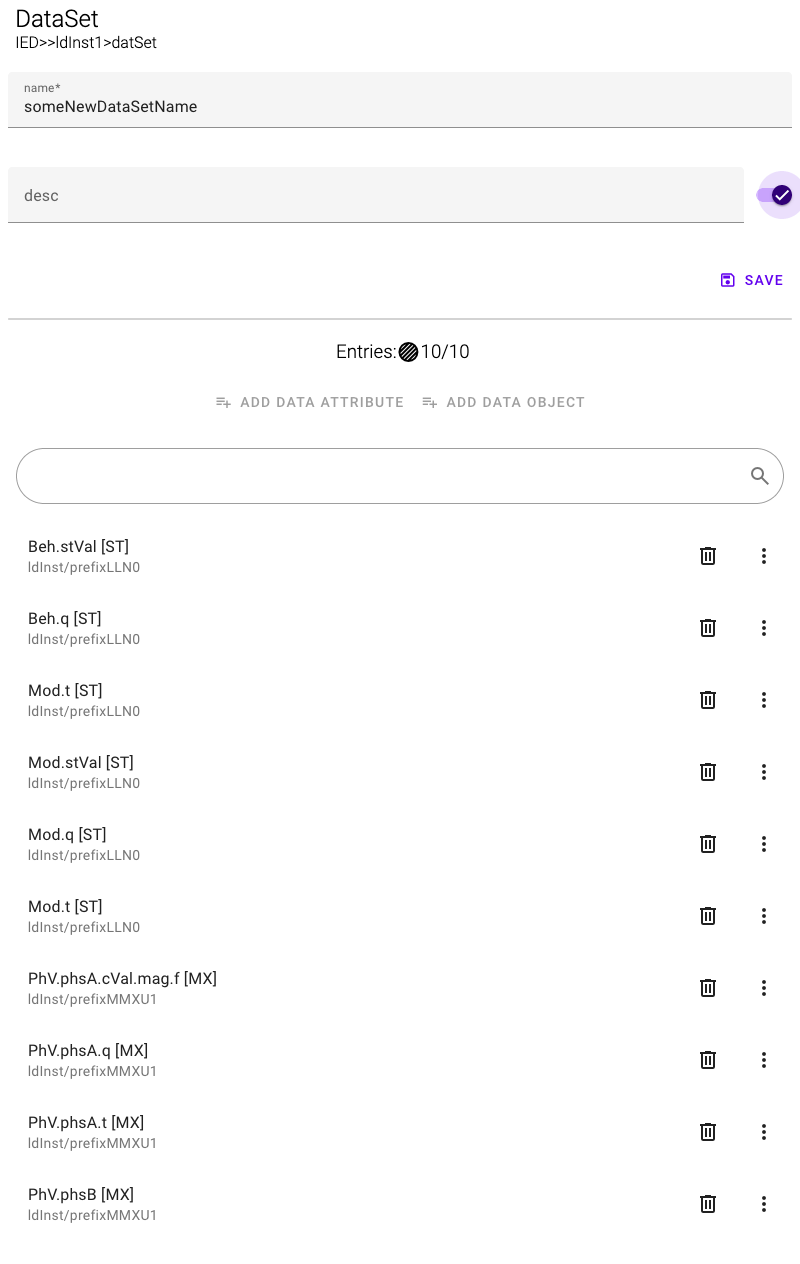 DataSet
IED>>ldInst1>datSet
name*
someNewDataSetName
desc
SAVE
Entries: 10/10
ADD DATA ATTRIBUTE ADD DATA OBJECT
Beh.stVal [ST]
ldInst/prefixLLN0
Beh.q [ST]
ldInst/prefixLLN0
Mod.t [ST]
ldInst/prefixLLN0
Mod.stVal [ST]
ldInst/prefixLLN0
Mod.q [ST]
ldInst/prefixLLN0
Mod.t [ST]
ldInst/prefixLLN0
PhV.phsA.cVal.mag.f [MX]
ldInst/prefixMMXU1
PhV.phsA.q [MX]
ldInst/prefixMMXU1
PhV.phsA.t [MX]
ldInst/prefixMMXU1
PhV.phsB [MX]
ldInst/prefixMMXU1